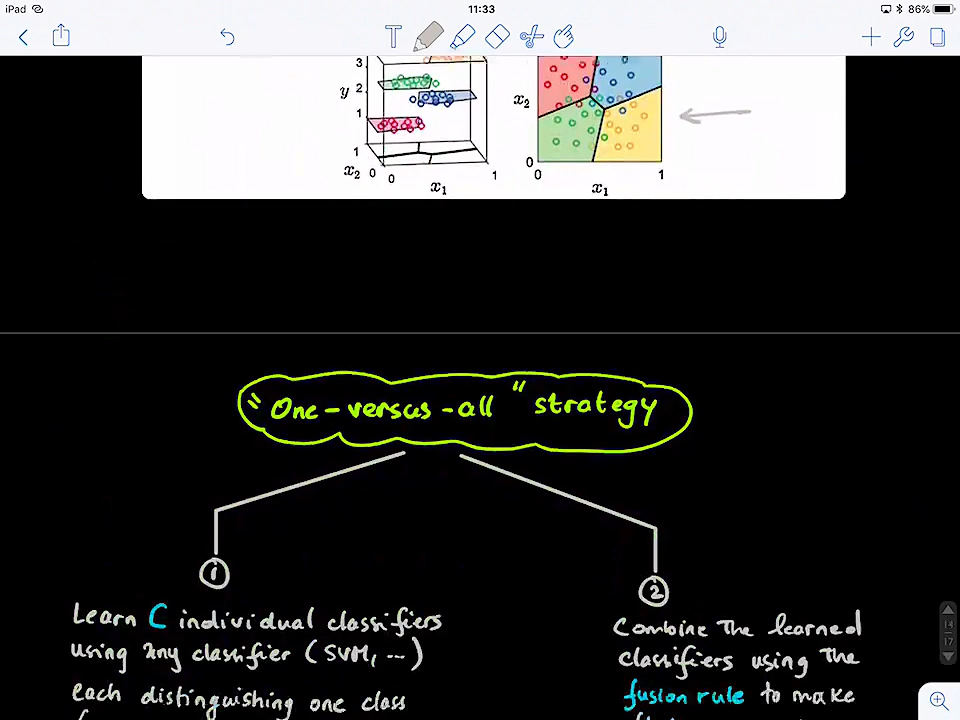 iPad
11:33
86%
T
3
2
y
1
1
x2
0
0
x1
1
x2
0
0
x1
1
"One-versus-all" strategy
1
2
Learn C individual classifiers
using any classifier (SVM, ...)
each distinguishing one class
Combine the learned
classifiers using the
fusion rule to make
14
17